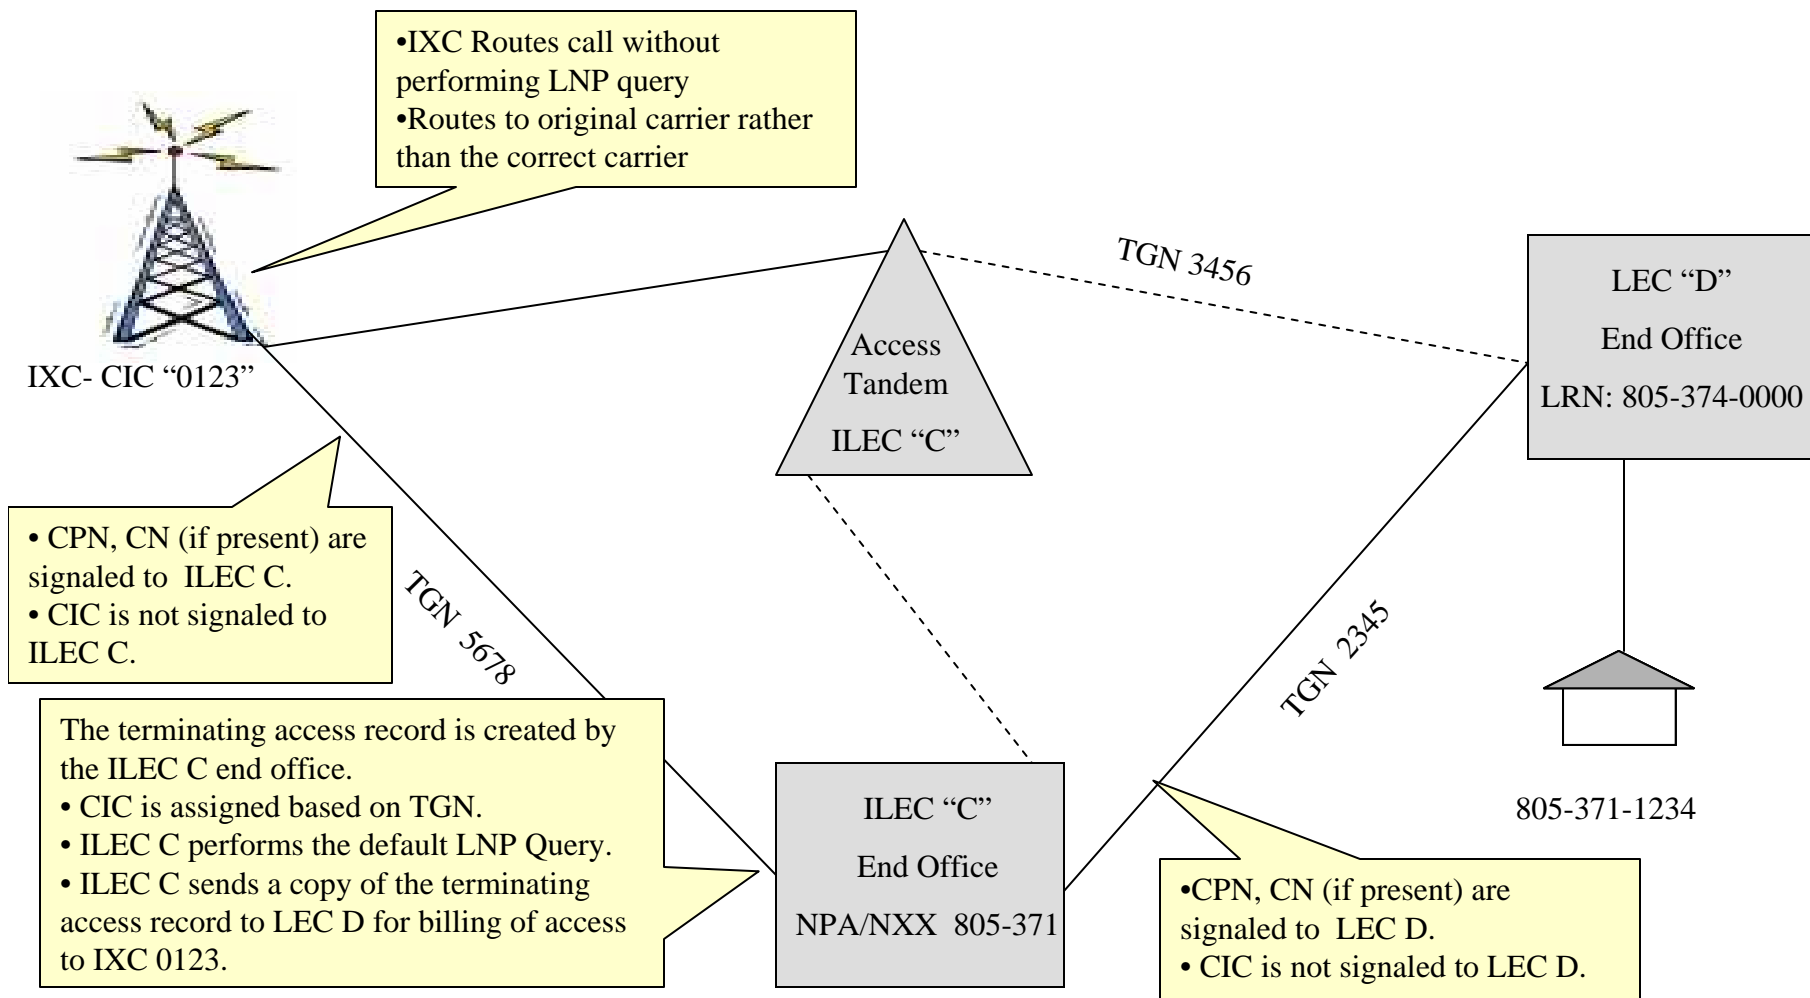 •IXC Routes call without
performing LNP query
•Routes to original carrier rather
than the correct carrier
IXC- CIC “0123”
TGN 3456
LEC “D”
End Office
LRN: 805-374-0000
Access
Tandem
ILEC “C”
• CPN, CN (if present) are
signaled to ILEC C.
• CIC is not signaled to
ILEC C.
TGN 5678
TGN 2345
The terminating access record is created by
the ILEC C end office.
• CIC is assigned based on TGN.
• ILEC C performs the default LNP Query.
• ILEC C sends a copy of the terminating
access record to LEC D for billing of access
to IXC 0123.
ILEC “C”
End Office
NPA/NXX 805-371
805-371-1234
•CPN, CN (if present) are
signaled to LEC D.
• CIC is not signaled to LEC D.